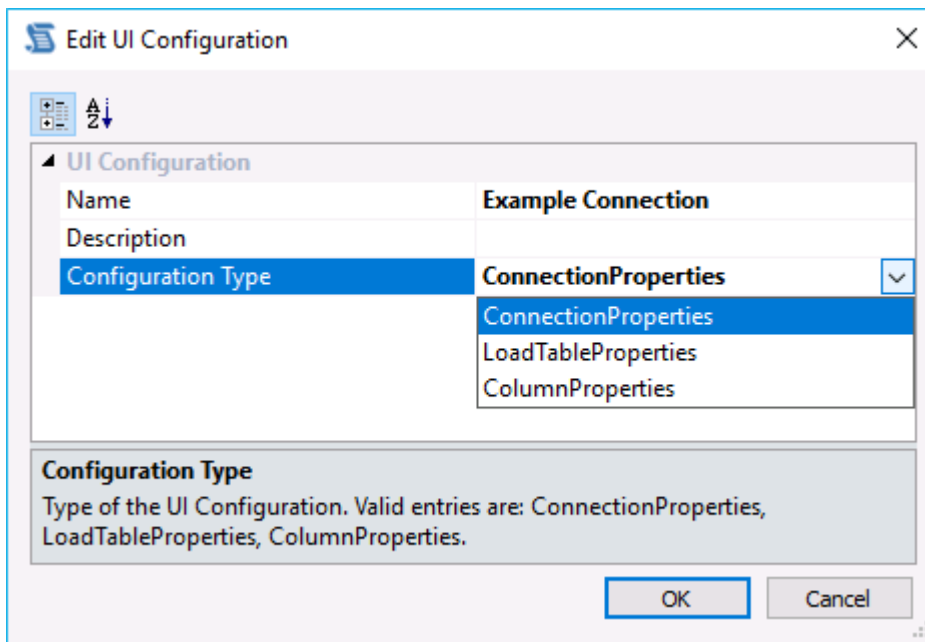 Edit UI Configuration
UI Configuration
Name Example Connection
Description
Configuration Type ConnectionProperties
ConnectionProperties
LoadTableProperties
ColumnProperties
Configuration Type
Type of the UI Configuration. Valid entries are: ConnectionProperties,
LoadTableProperties, ColumnProperties.
OK Cancel